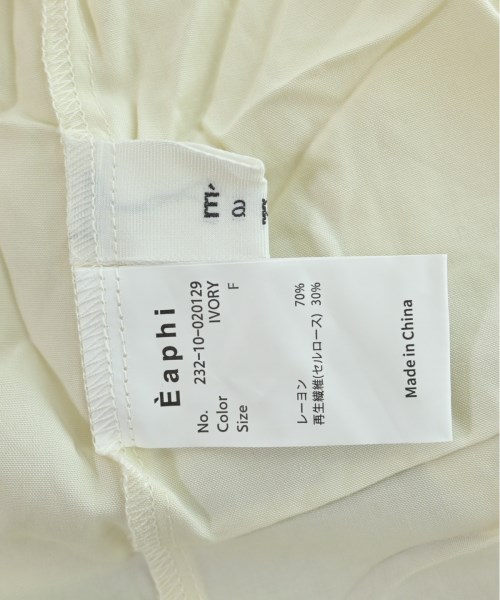 Èaphi
No. 232-10-020129
Color IVORY
Size F
レーヨン 70%
再生繊維(セルロース) 30%
Made in China